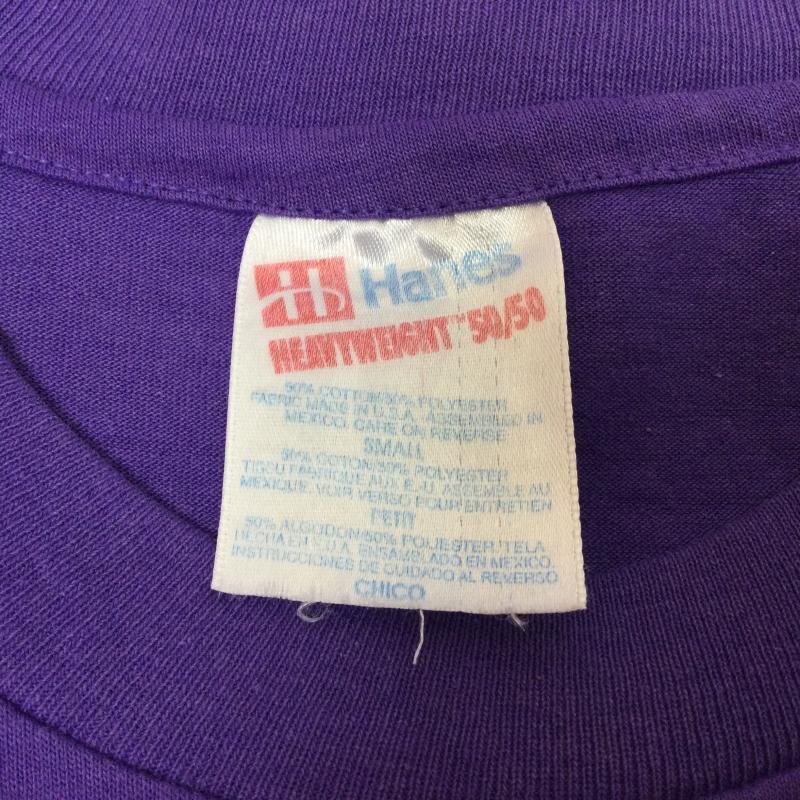 H Hanes
HEAVYWEIGHT™ 50/50
50% COTTON/50% POLYESTER
FABRIC MADE IN U.S.A., ASSEMBLED IN
MEXICO. CARE ON REVERSE
SMALL
50% COTON/50% POLYESTER
TISSU FABRIQUE AUX E.-U. ASSEMBLE AU
MEXIQUE. VOIR VERSO POUR ENTRETIEN
PETIT
50% ALGODON/50% POLIESTER. TELA
HECHA EN E.U.A. ENSAMBLADO EN MEXICO.
INSTRUCCIONES DE CUIDADO AL REVERSO
CHICO